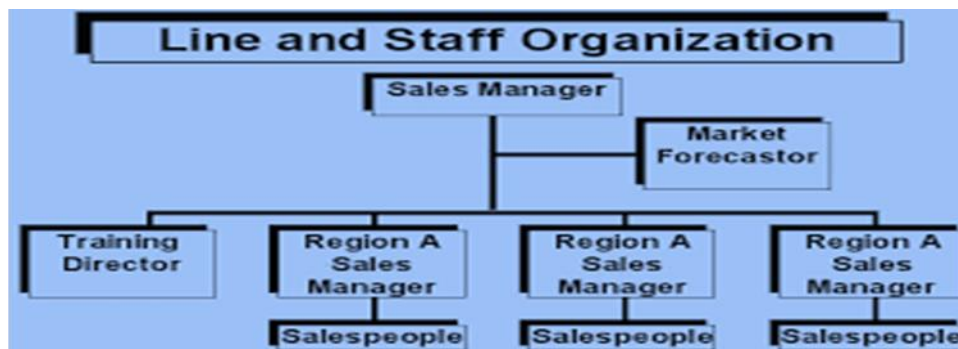 Line and Staff Organization
Sales Manager
Market
Forecastor
Training
Director
Region A
Sales
Manager
Region A
Sales
Manager
Region A
Sales
Manager
Salespeople
Salespeople
Salespeople